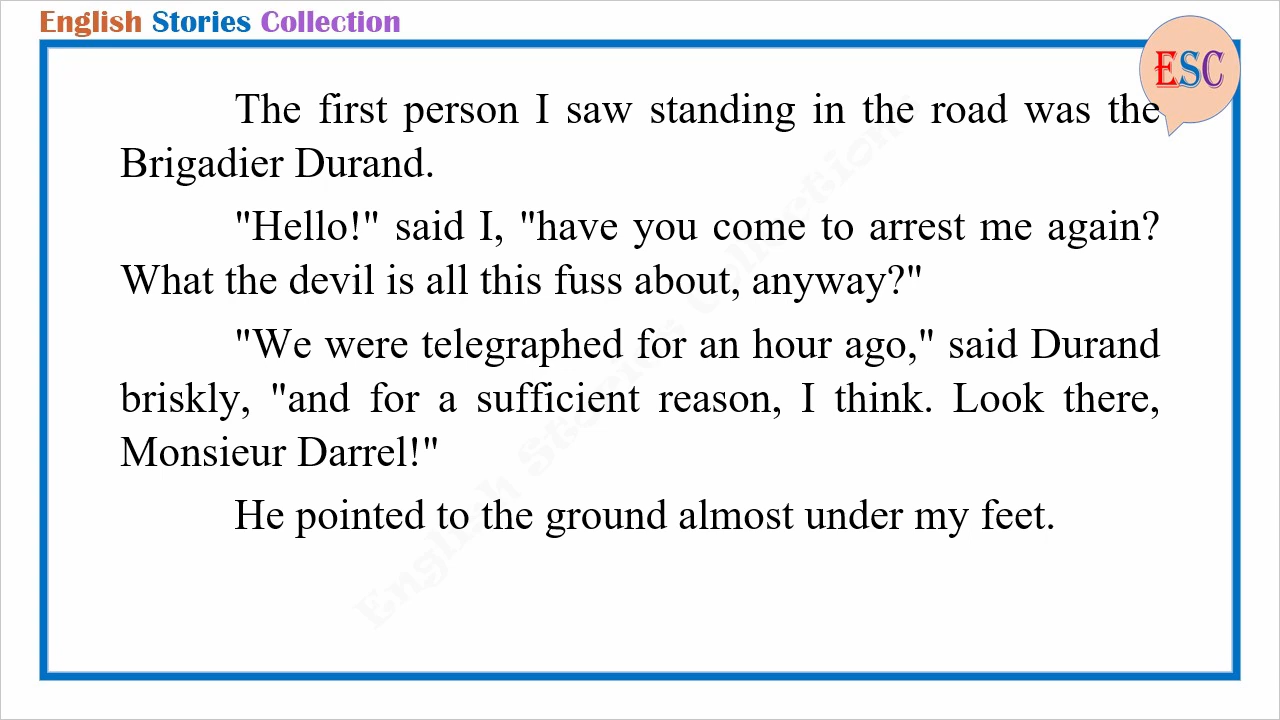 English Stories Collection
ESC
The first person I saw standing in the road was the
Brigadier Durand.
"Hello!" said I, "have you come to arrest me again?
What the devil is all this fuss about, anyway?"
"We were telegraphed for an hour ago," said Durand
briskly, "and for a sufficient reason, I think. Look there,
Monsieur Darrel!"
He pointed to the ground almost under my feet.
English Stories Collections